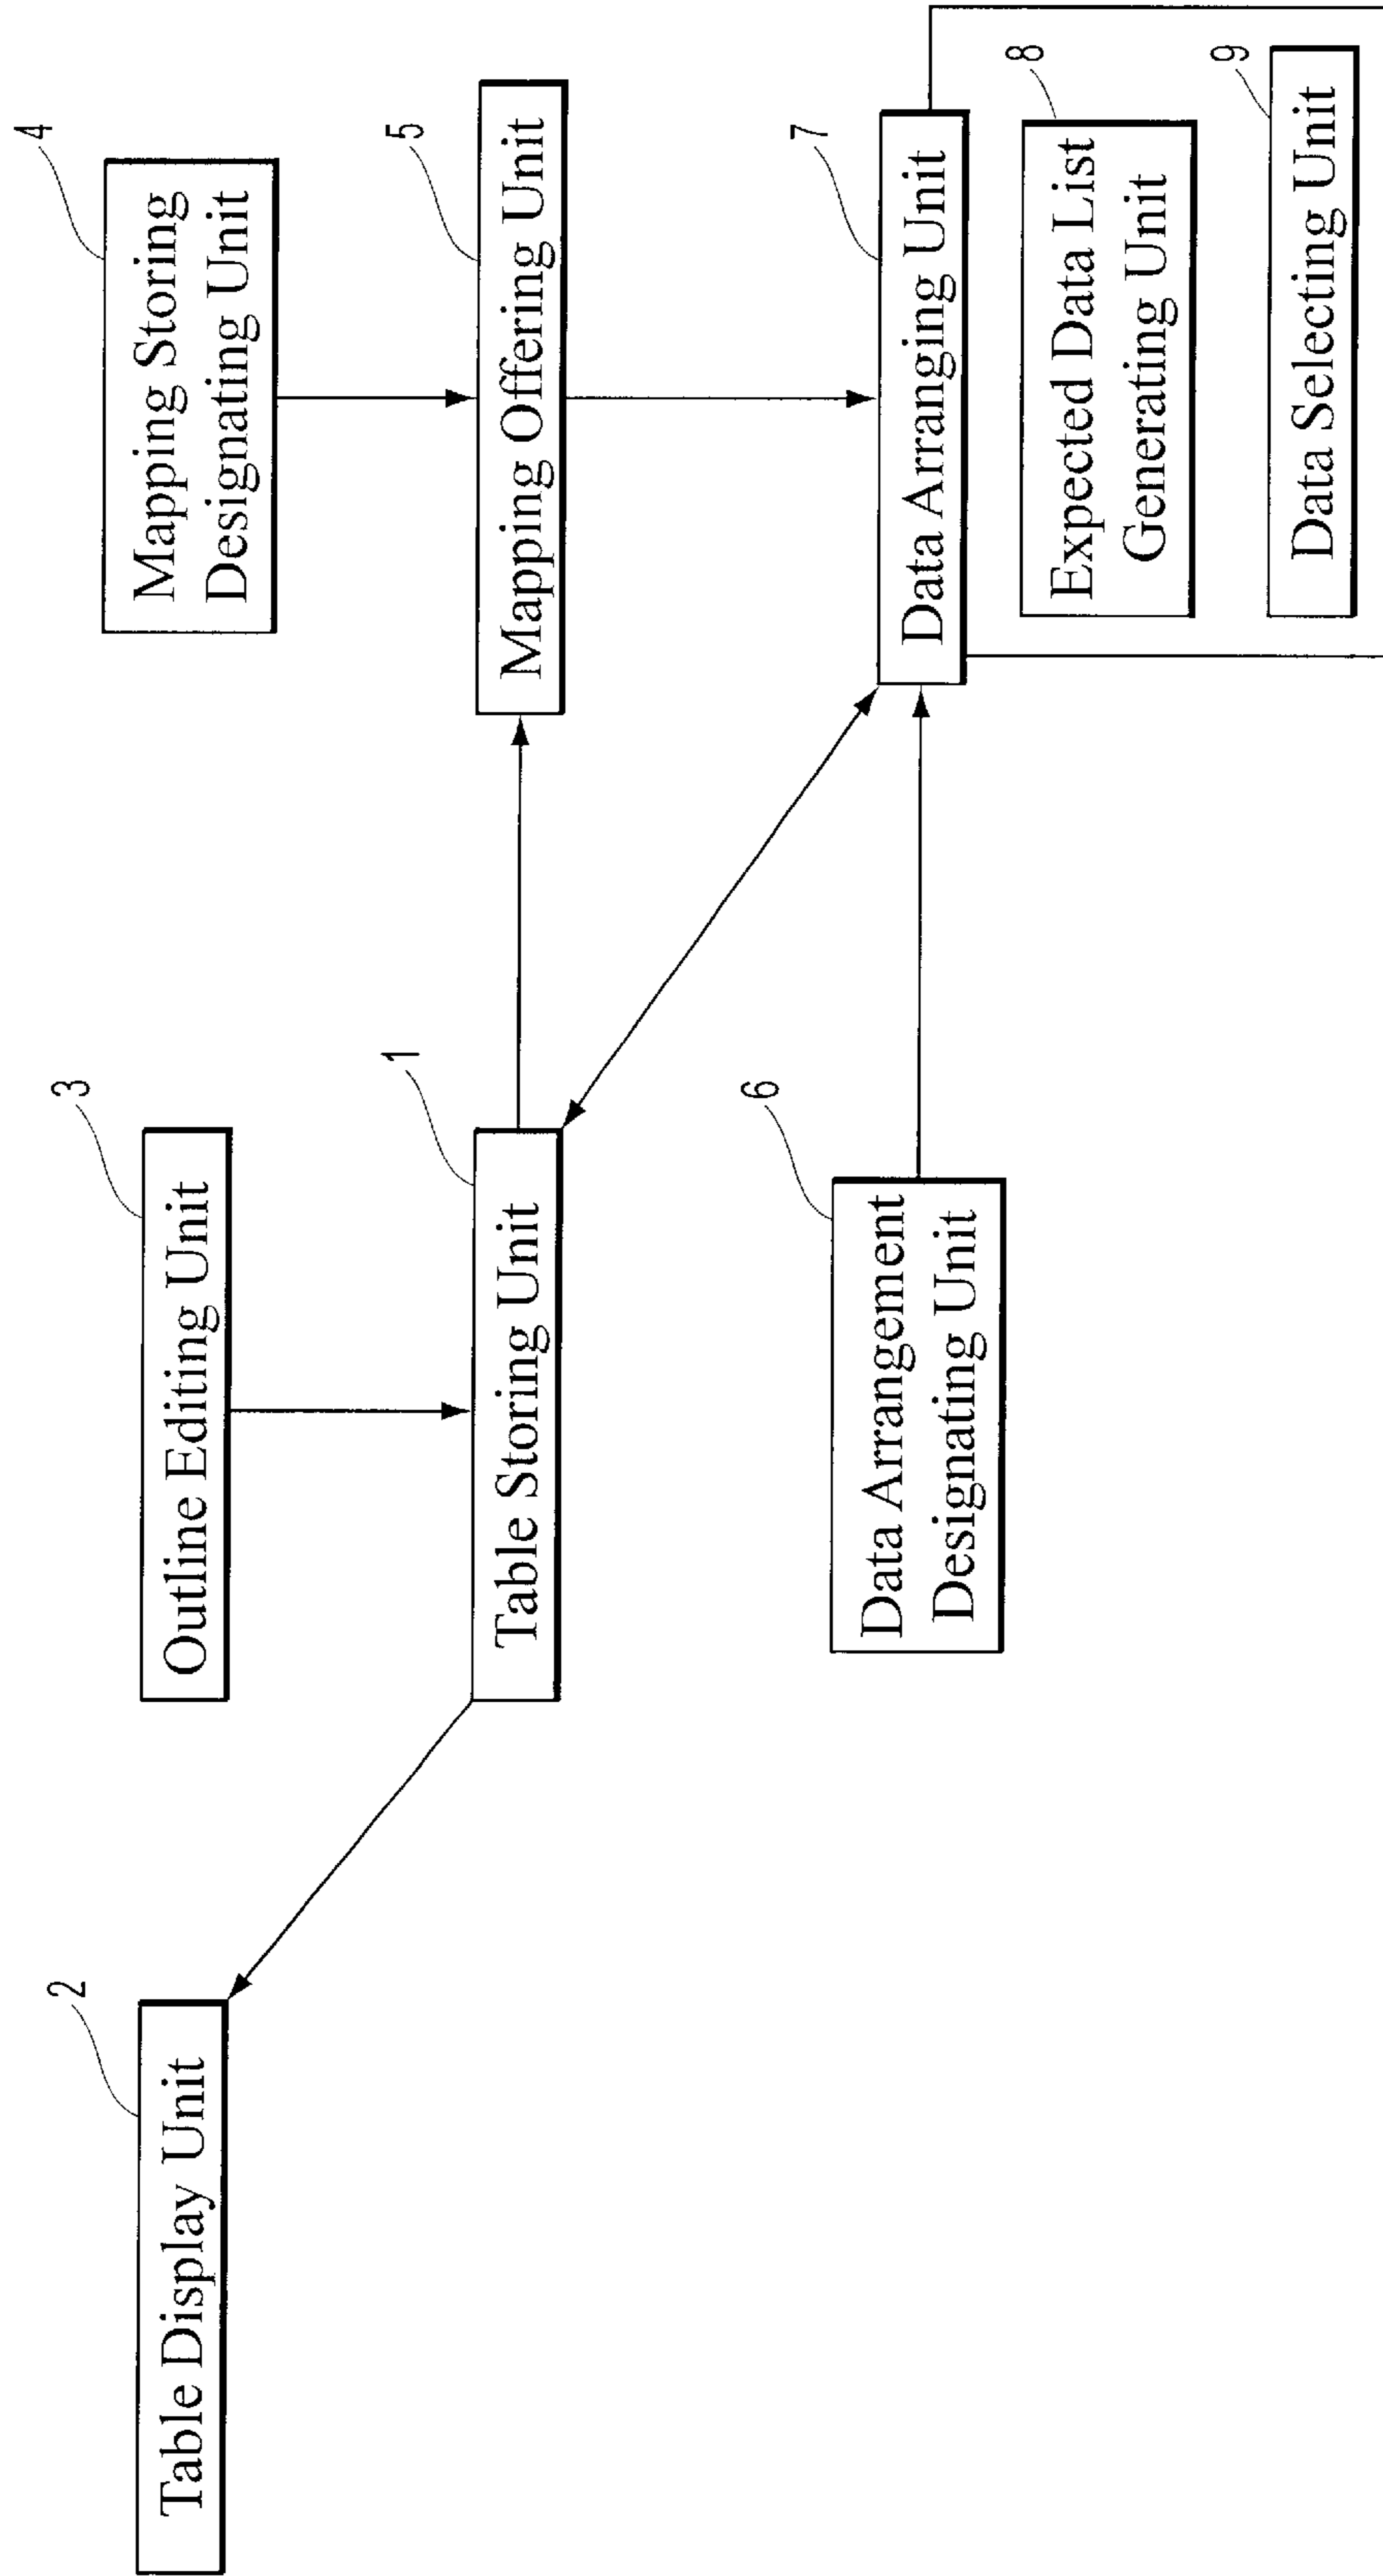 2
Table Display Unit
3
Outline Editing Unit
4
Mapping Storing
Designating Unit
1
Table Storing Unit
5
Mapping Offering Unit
6
Data Arrangement
Designating Unit
7
Data Arranging Unit
8
Expected Data List
Generating Unit
9
Data Selecting Unit